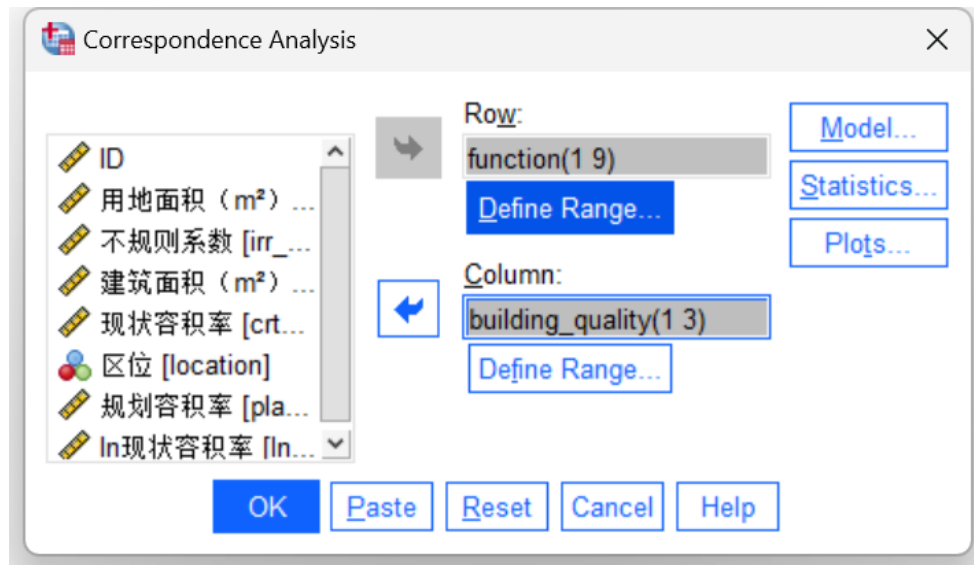 Correspondence Analysis
Row:
function(1 9)
Define Range...
Column:
building_quality(1 3)
Define Range...
Model...
Statistics...
Plots...
ID
用地面积（m²）...
不规则系数 [irr_...
建筑面积（m²）...
现状容积率 [crt...
区位 [location]
规划容积率 [pla...
ln现状容积率 [ln...
OK
Paste
Reset
Cancel
Help